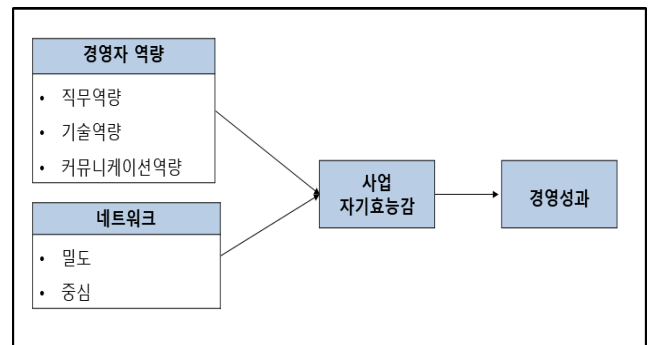 경영자 역량
• 직무역량
• 기술역량
• 커뮤니케이션역량
네트워크
• 밀도
• 중심
사업
자기효능감
경영성과